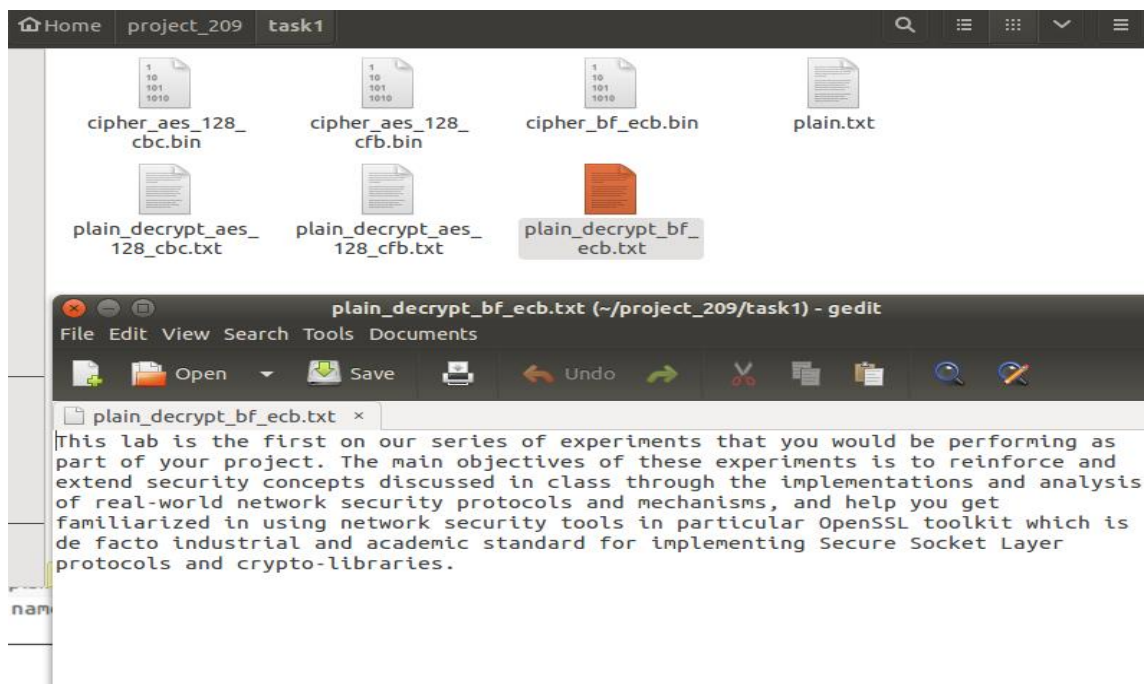 Home project_209 task1
cipher_aes_128_ cipher_aes_128_ cipher_bf_ecb.bin plain.txt
cbc.bin cfb.bin
plain_decrypt_aes_ plain_decrypt_aes_ plain_decrypt_bf_
128_cbc.txt 128_cfb.txt ecb.txt
plain_decrypt_bf_ecb.txt (~/project_209/task1) - gedit
File Edit View Search Tools Documents
Open Save Undo
plain_decrypt_bf_ecb.txt ×
This lab is the first on our series of experiments that you would be performing as
part of your project. The main objectives of these experiments is to reinforce and
extend security concepts discussed in class through the implementations and analysis
of real-world network security protocols and mechanisms, and help you get
familiarized in using network security tools in particular OpenSSL toolkit which is
de facto industrial and academic standard for implementing Secure Socket Layer
protocols and crypto-libraries.
nam